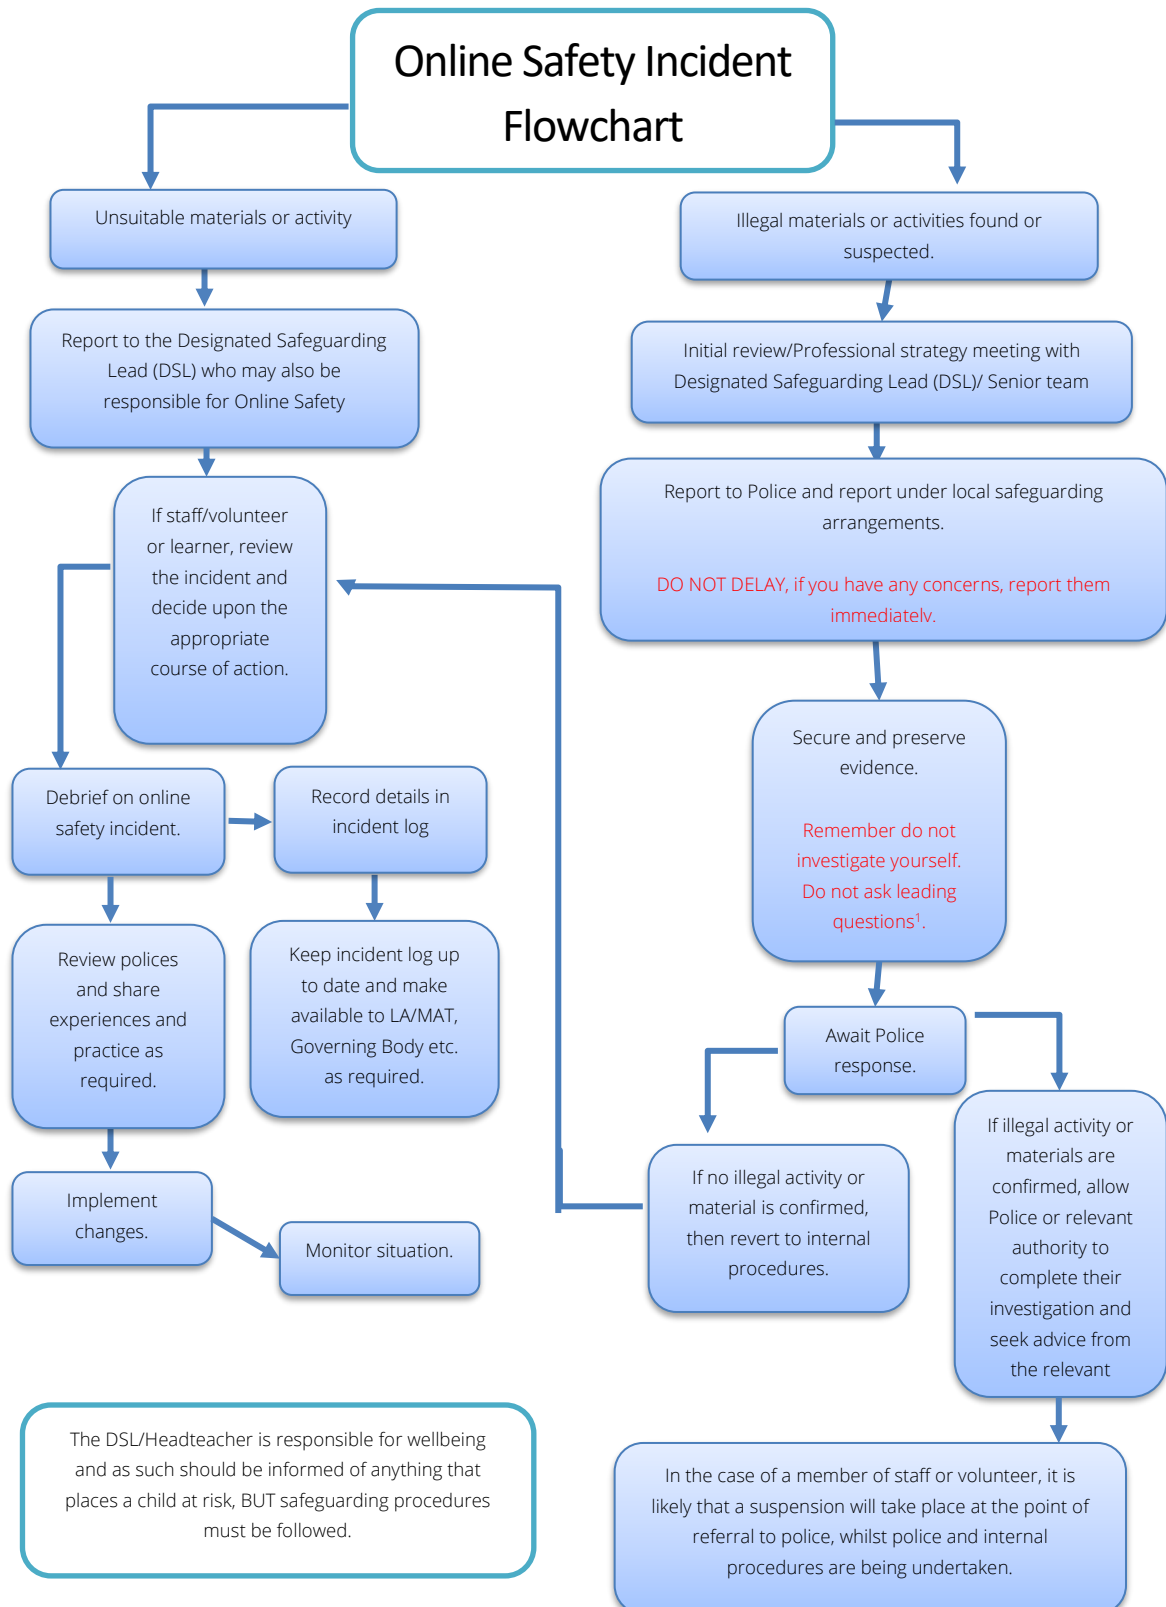 Online Safety Incident
Flowchart
Unsuitable materials or activity
Report to the Designated Safeguarding
Lead (DSL) who may also be
responsible for Online Safety
If staff/volunteer
or learner, review
the incident and
decide upon the
appropriate
course of action.
Debrief on online
safety incident.
Record details in
incident log
Review polices
and share
experiences and
practice as
required.
Keep incident log up
to date and make
available to LA/MAT,
Governing Body etc.
as required.
Implement
changes.
Monitor situation.
Illegal materials or activities found or
suspected.
Initial review/Professional strategy meeting with
Designated Safeguarding Lead (DSL)/ Senior team
Report to Police and report under local safeguarding
arrangements.
DO NOT DELAY, if you have any concerns, report them
immediately.
Secure and preserve
evidence.
Remember do not
investigate yourself.
Do not ask leading
questions¹.
Await Police
response.
If no illegal activity or
material is confirmed,
then revert to internal
procedures.
If illegal activity or
materials are
confirmed, allow
Police or relevant
authority to
complete their
investigation and
seek advice from
the relevant
In the case of a member of staff or volunteer, it is
likely that a suspension will take place at the point of
referral to police, whilst police and internal
procedures are being undertaken.
The DSL/Headteacher is responsible for wellbeing
and as such should be informed of anything that
places a child at risk, BUT safeguarding procedures
must be followed.